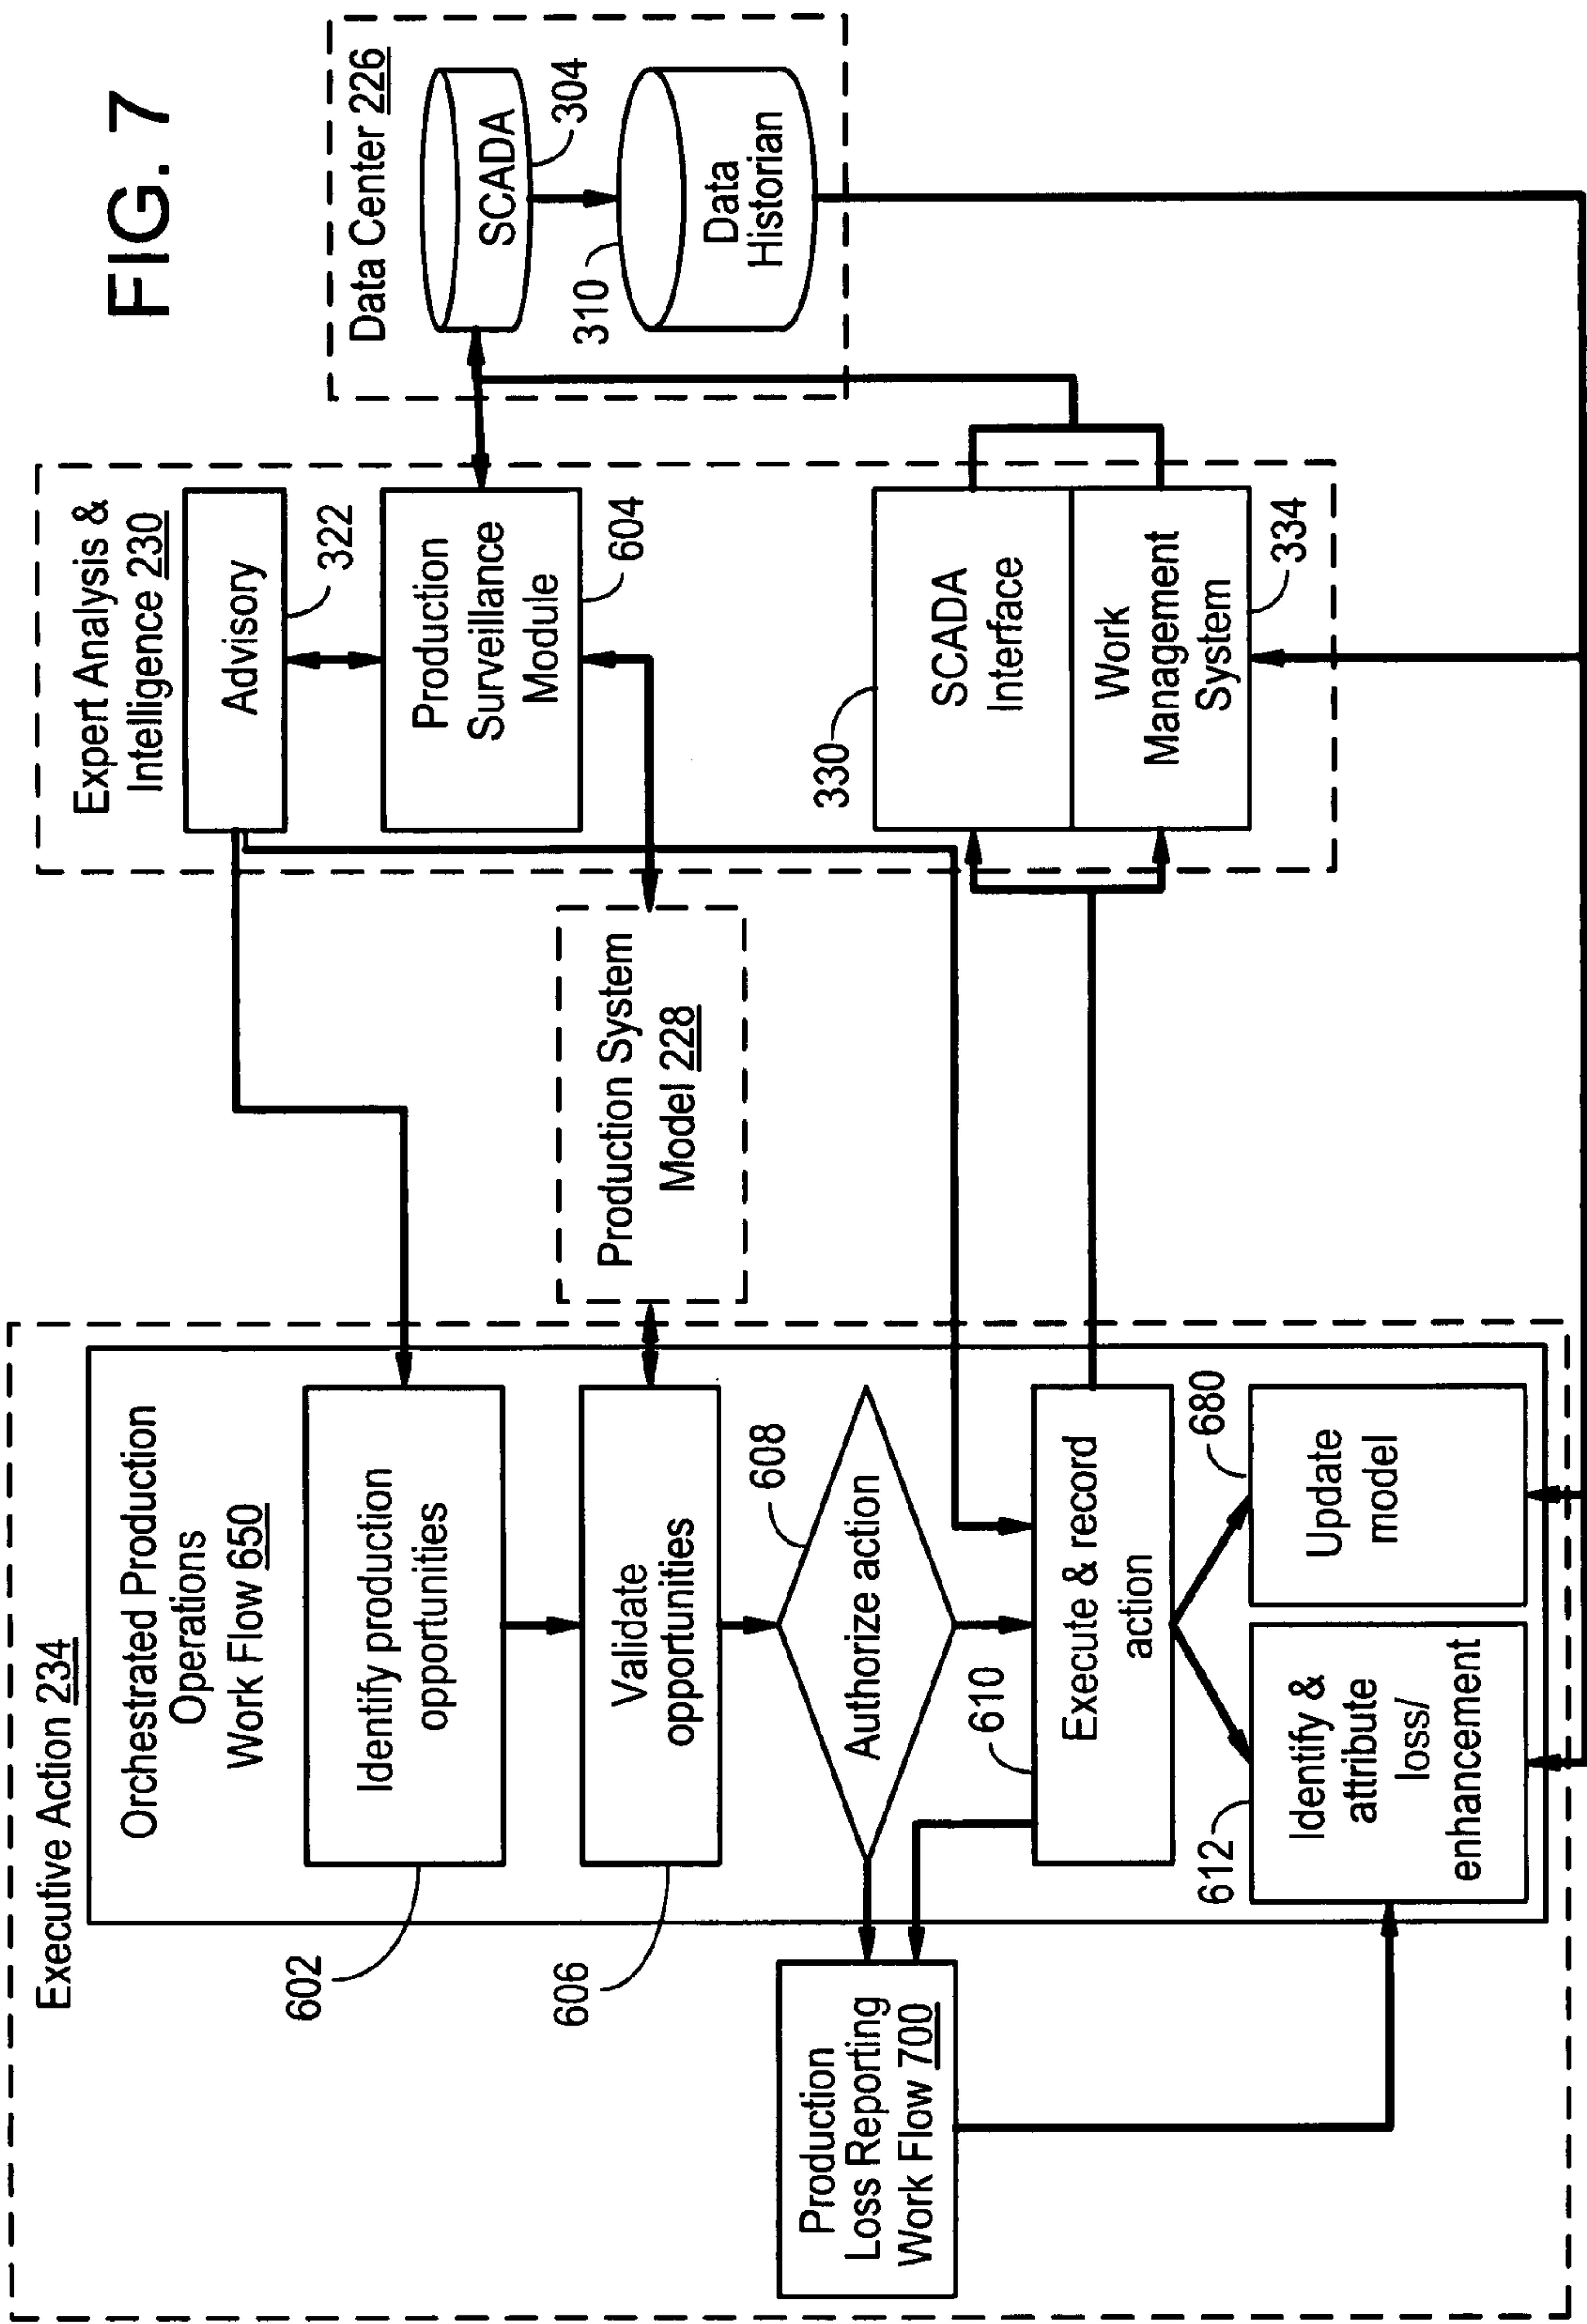 FIG. 7
Executive Action 234
Orchestrated Production
Operations
Work Flow 650
602
Identify production
opportunities
606
Validate
opportunities
608
Authorize action
Production
Loss Reporting
Work Flow 700
610
Execute & record
action
612
Identify &
attribute
loss/
enhancement
680
Update
model
Production System
Model 228
Expert Analysis &
Intelligence 230
Advisory
322
Production
Surveillance
Module
604
330
SCADA
Interface
Work
Management
System
334
Data Center 226
SCADA
304
310
Data
Historian